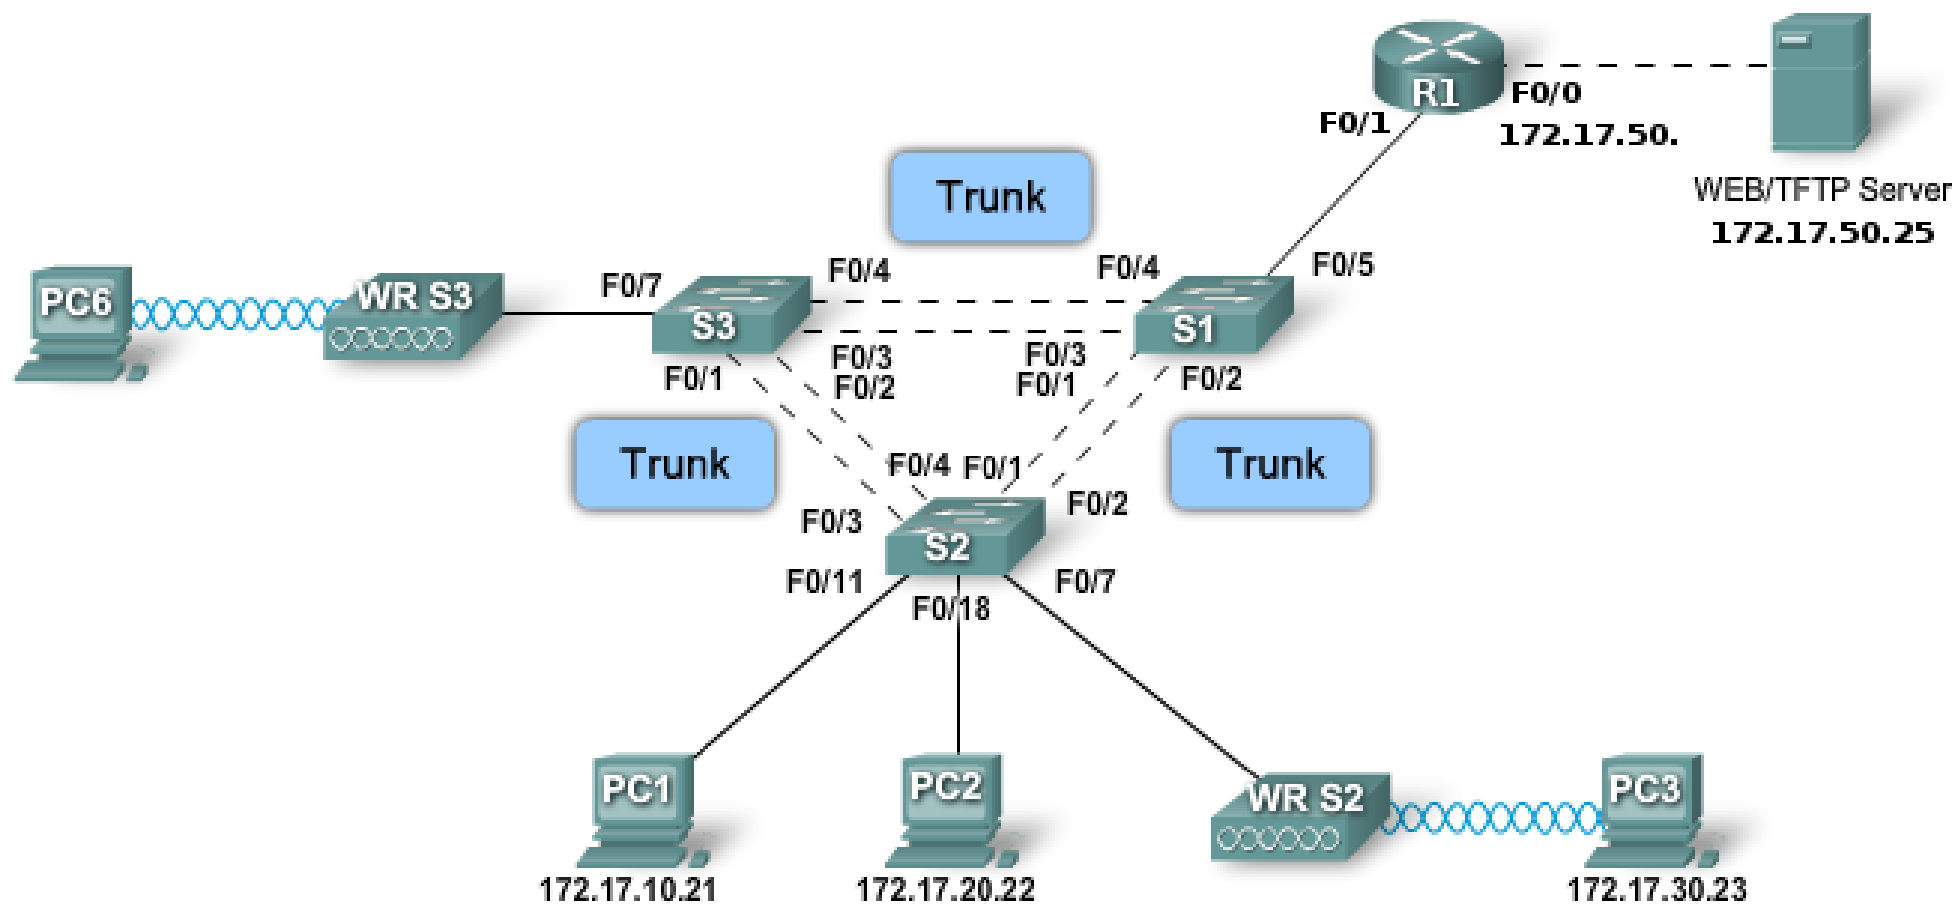 R1
F0/0
F0/1
172.17.50.
WEB/TFTP Server
172.17.50.25
Trunk
PC6
WR S3
F0/7
S3
F0/4
F0/4
S1
F0/5
F0/3
F0/3
F0/1
F0/2
F0/1
F0/2
Trunk
Trunk
F0/4
F0/1
F0/3
F0/2
S2
F0/11
F0/18
F0/7
PC1
PC2
WR S2
PC3
172.17.10.21
172.17.20.22
172.17.30.23